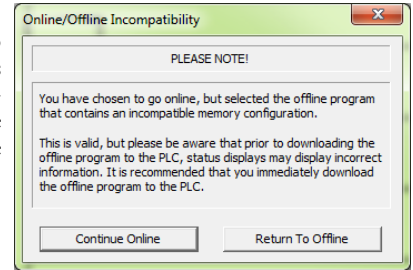 Online/Offline Incompatibility
PLEASE NOTE!
You have chosen to go online, but selected the offline program
that contains an incompatible memory configuration.
This is valid, but please be aware that prior to downloading the
offline program to the PLC, status displays may display incorrect
information. It is recommended that you immediately download
the offline program to the PLC.
Continue Online
Return To Offline